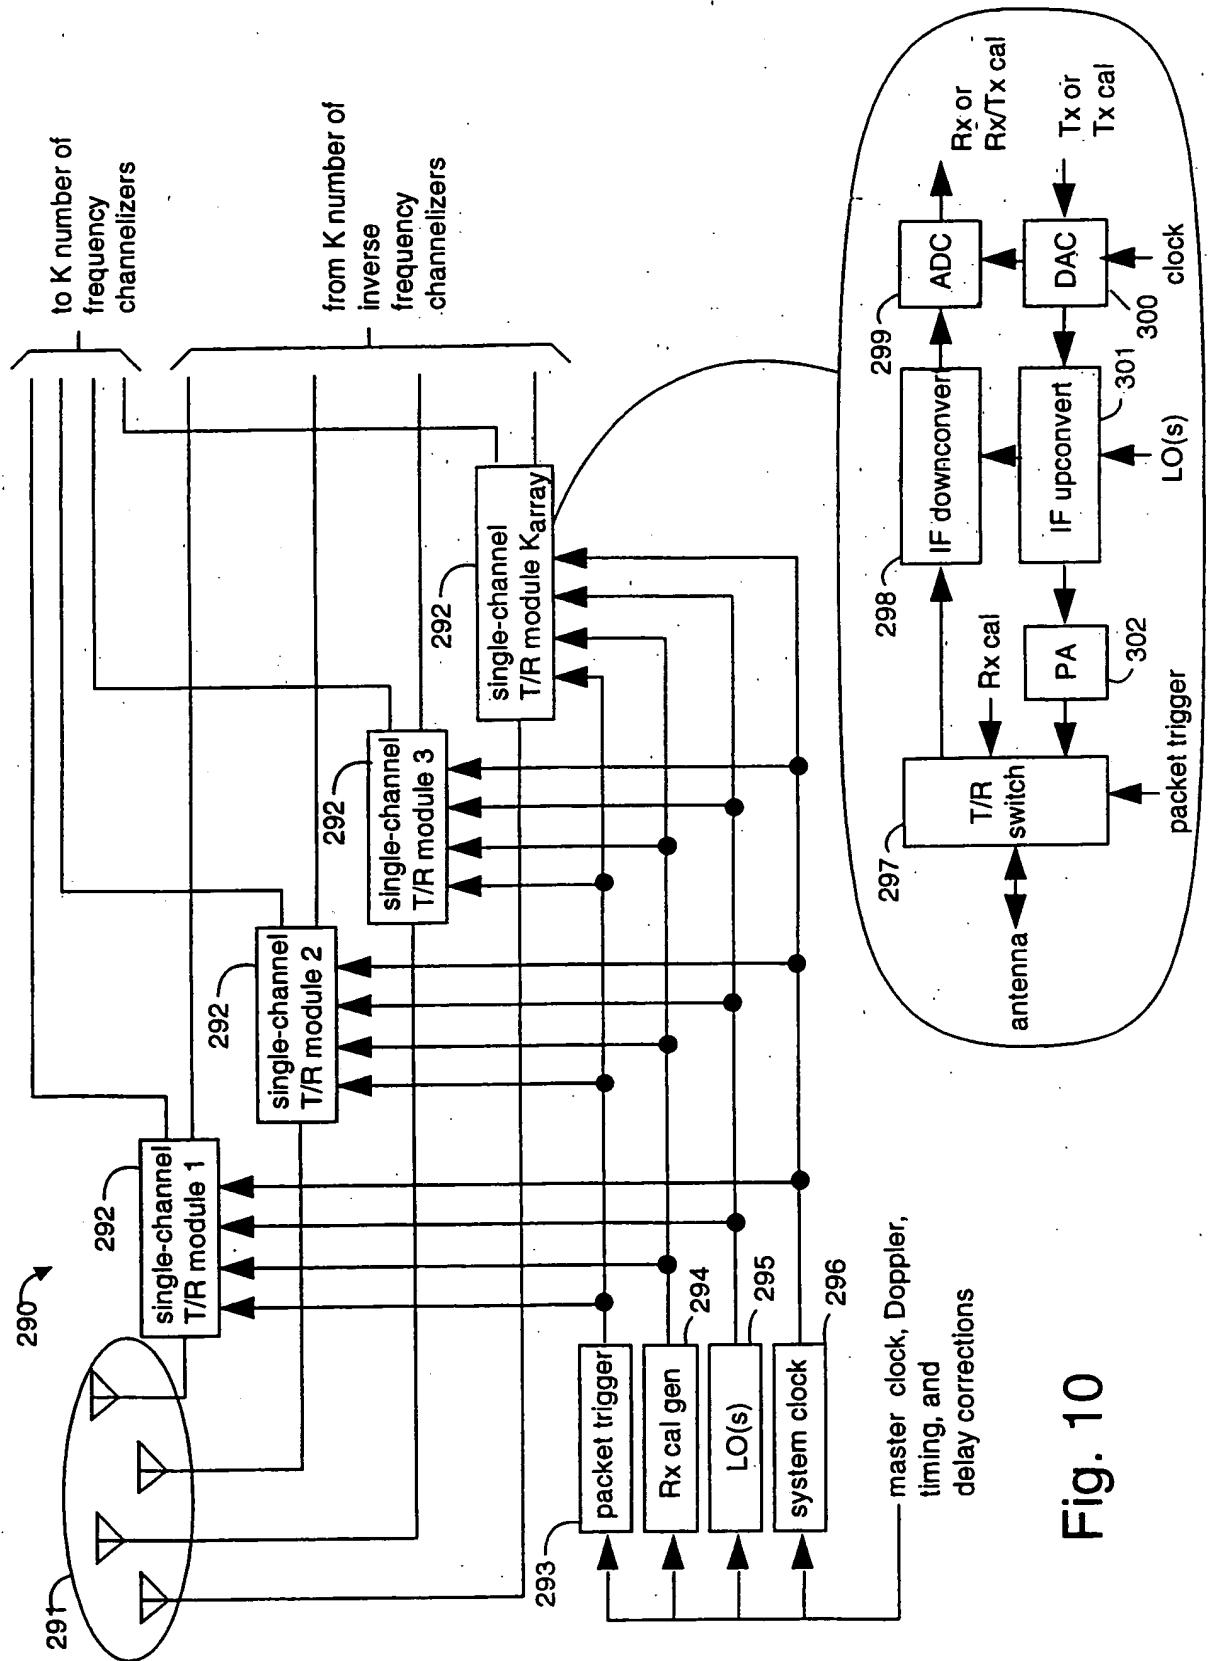 290
291
292
single-channel
T/R module 1
292
single-channel
T/R module 2
292
single-channel
T/R module 3
292
single-channel
T/R module Karray
to K number of
frequency
channelizers
from K number of
inverse
frequency
channelizers
293
packet trigger
Rx cal gen
294
LO(s)
295
system clock
296
master clock, Doppler,
timing, and
delay corrections
antenna
297
T/R
switch
packet trigger
Rx cal
298
IF downconvert
299
ADC
Rx or
Rx/Tx cal
PA
302
IF upconvert
301
LO(s)
DAC
300
clock
Tx or
Tx cal
Fig. 10